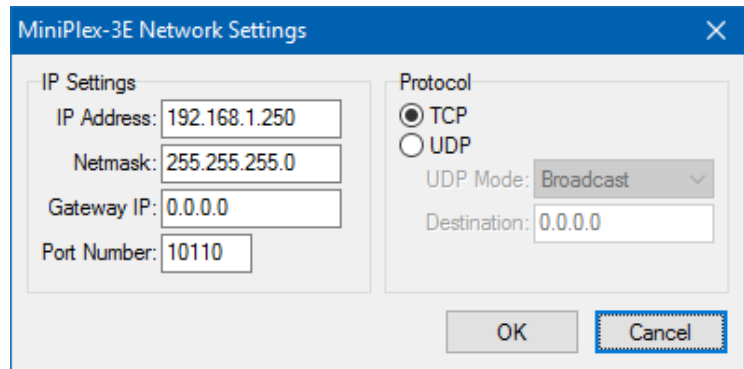 MiniPlex-3E Network Settings
IP Settings
IP Address: 192.168.1.250
Netmask: 255.255.255.0
Gateway IP: 0.0.0.0
Port Number: 10110
Protocol
TCP
UDP
UDP Mode: Broadcast
Destination: 0.0.0.0
OK
Cancel